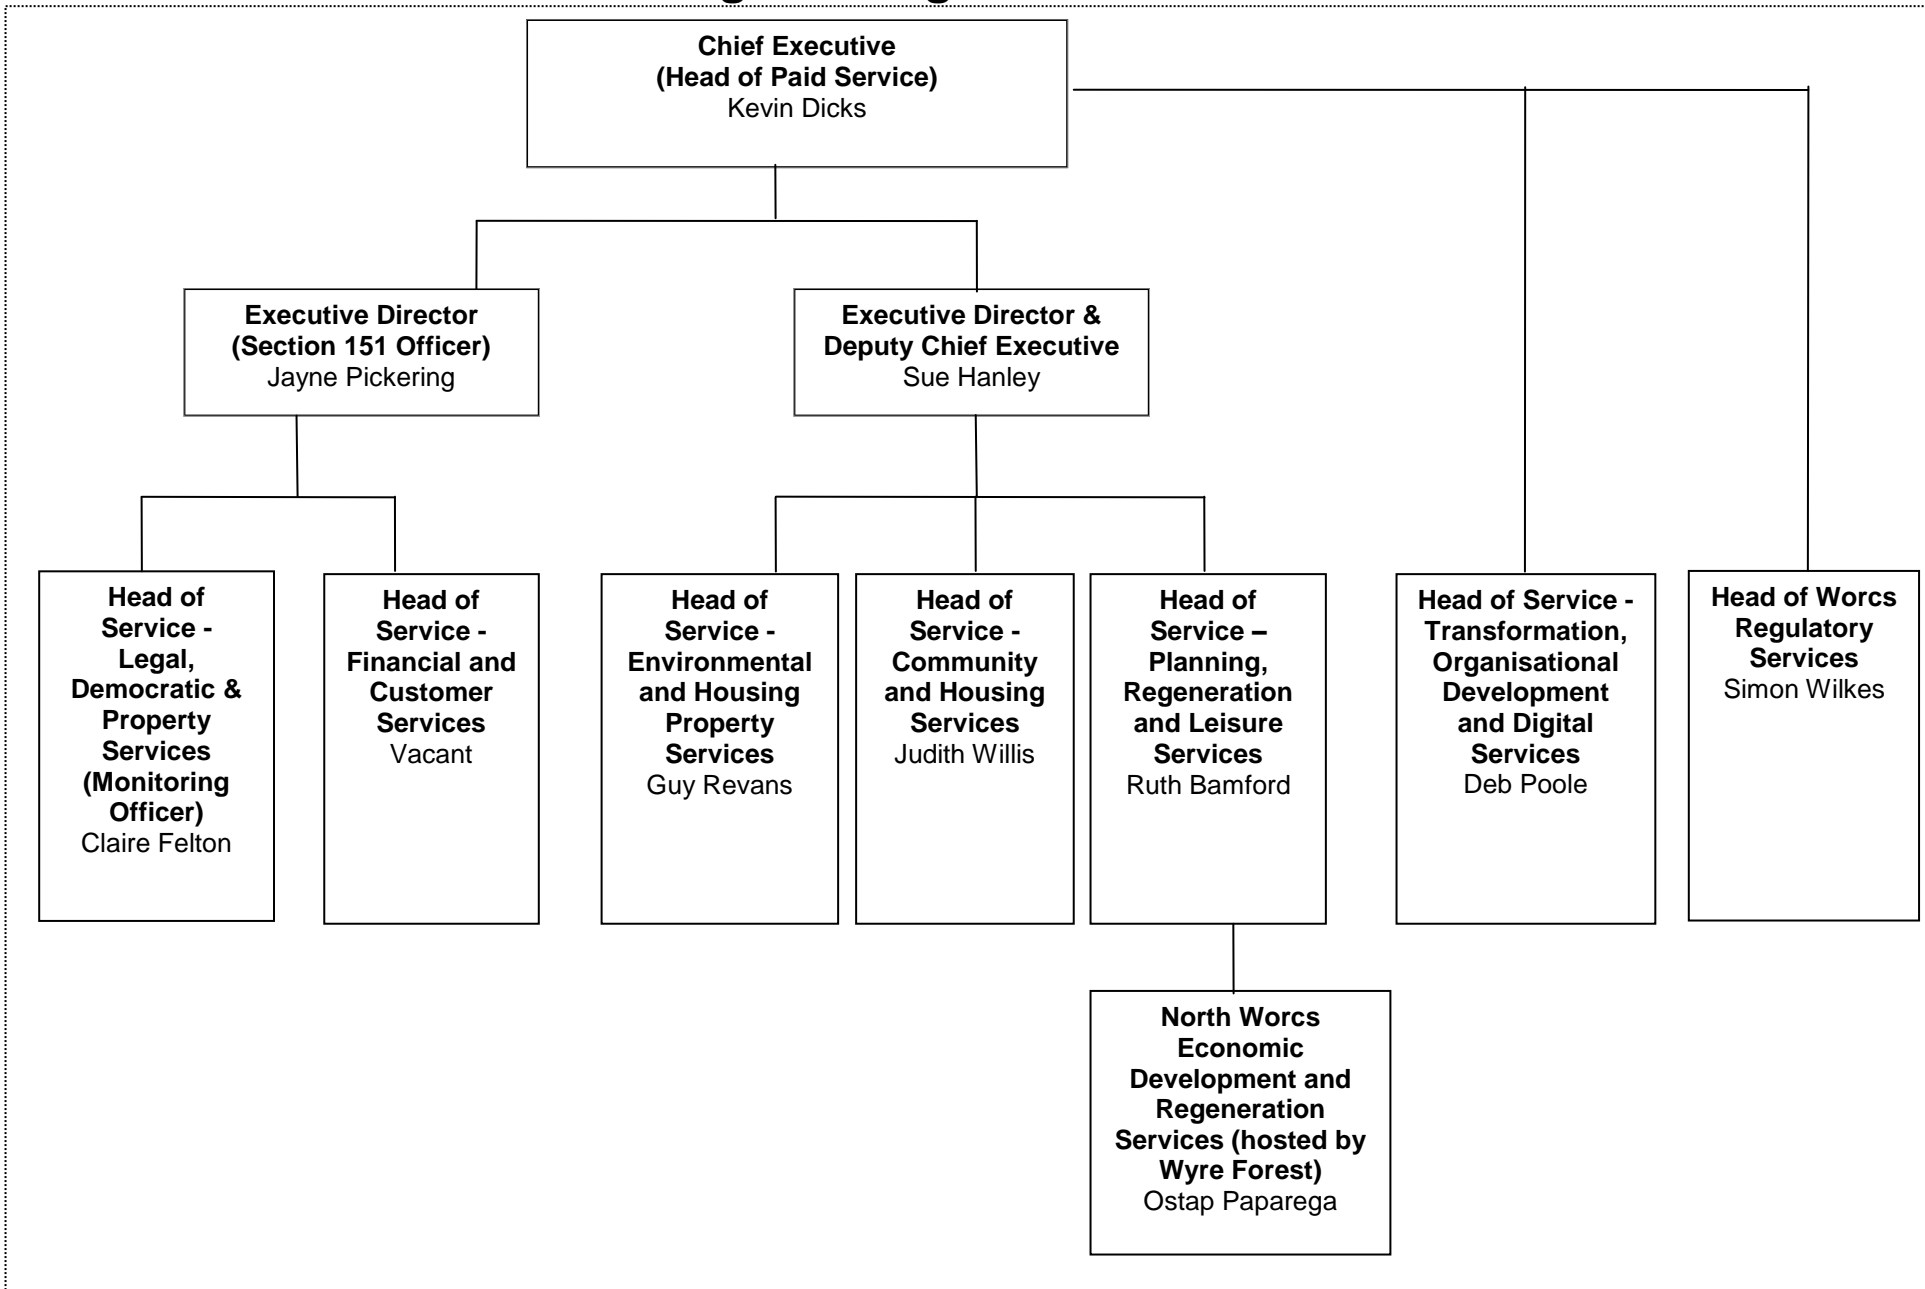 Chief Executive
(Head of Paid Service)
Kevin Dicks
Executive Director
(Section 151 Officer)
Jayne Pickering
Executive Director &
Deputy Chief Executive
Sue Hanley
Head of
Service -
Legal,
Democratic &
Property
Services
(Monitoring
Officer)
Claire Felton
Head of
Service -
Financial and
Customer
Services
Vacant
Head of
Service -
Environmental
and Housing
Property
Services
Guy Revans
Head of
Service -
Community
and Housing
Services
Judith Willis
Head of
Service –
Planning,
Regeneration
and Leisure
Services
Ruth Bamford
Head of Service -
Transformation,
Organisational
Development
and Digital
Services
Deb Poole
Head of Worcs
Regulatory
Services
Simon Wilkes
North Worcs
Economic
Development and
Regeneration
Services (hosted by
Wyre Forest)
Ostap Paparega